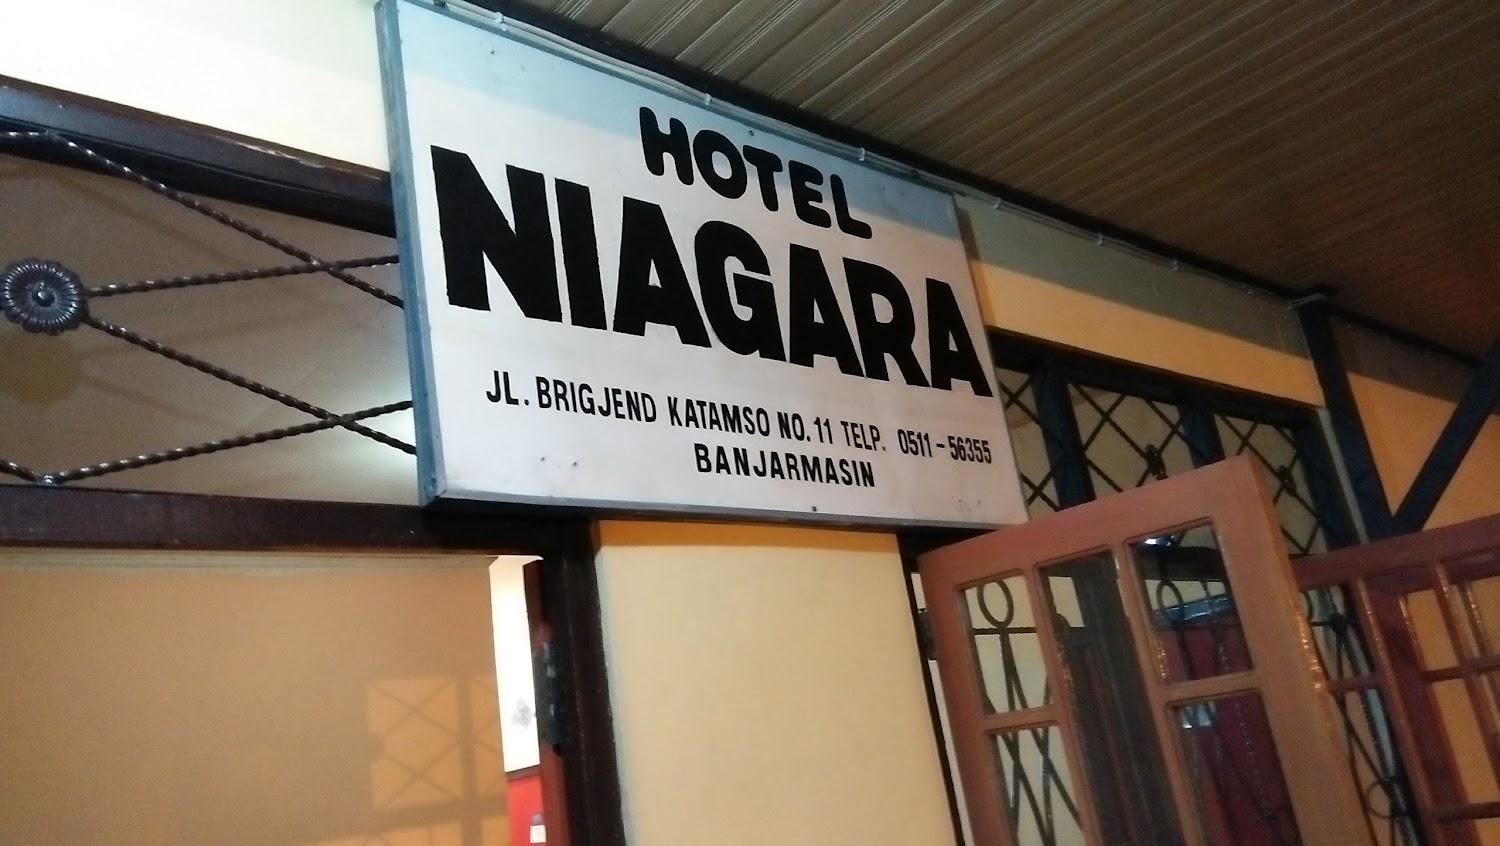 HOTEL
NIAGARA
JL. BRIGJEND KATAMSO NO. 11 TELP. 0511 - 56355
BANJARMASIN